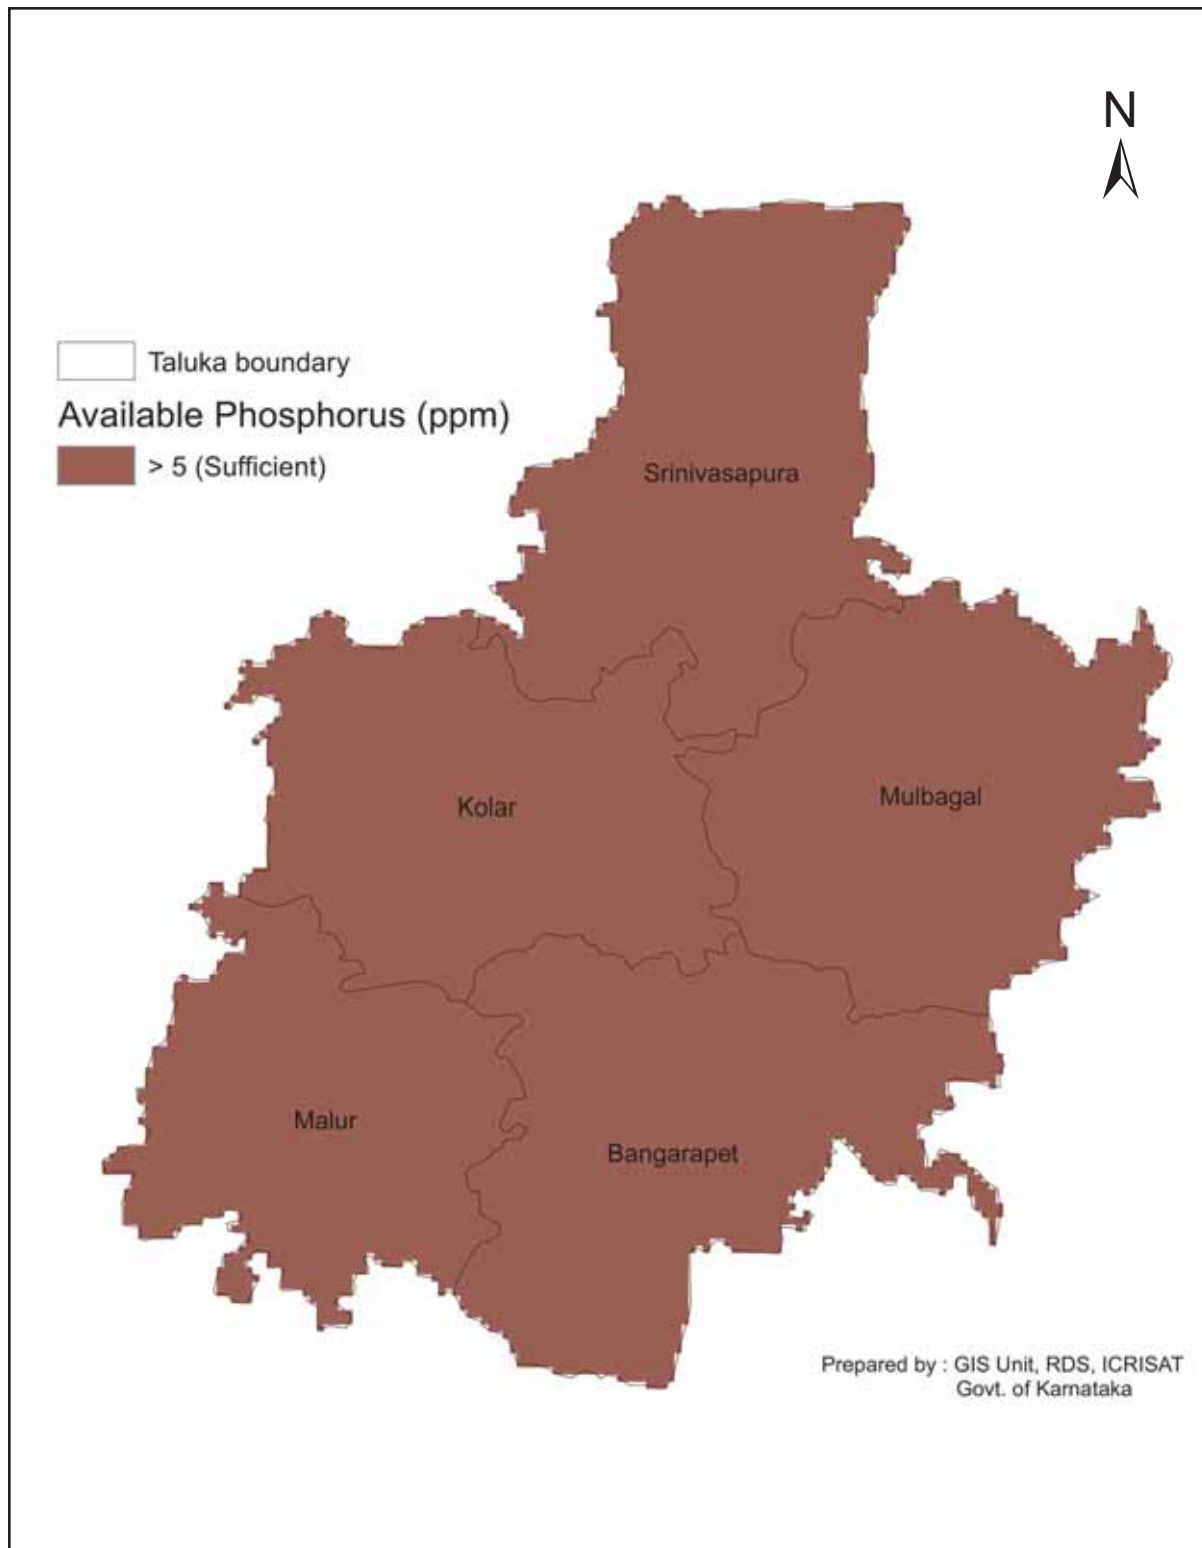 N
Taluka boundary
Available Phosphorus (ppm)
> 5 (Sufficient)
Srinivasapura
Kolar
Mulbagal
Malur
Bangarapet
Prepared by : GIS Unit, RDS, ICRISAT
Govt. of Karnataka